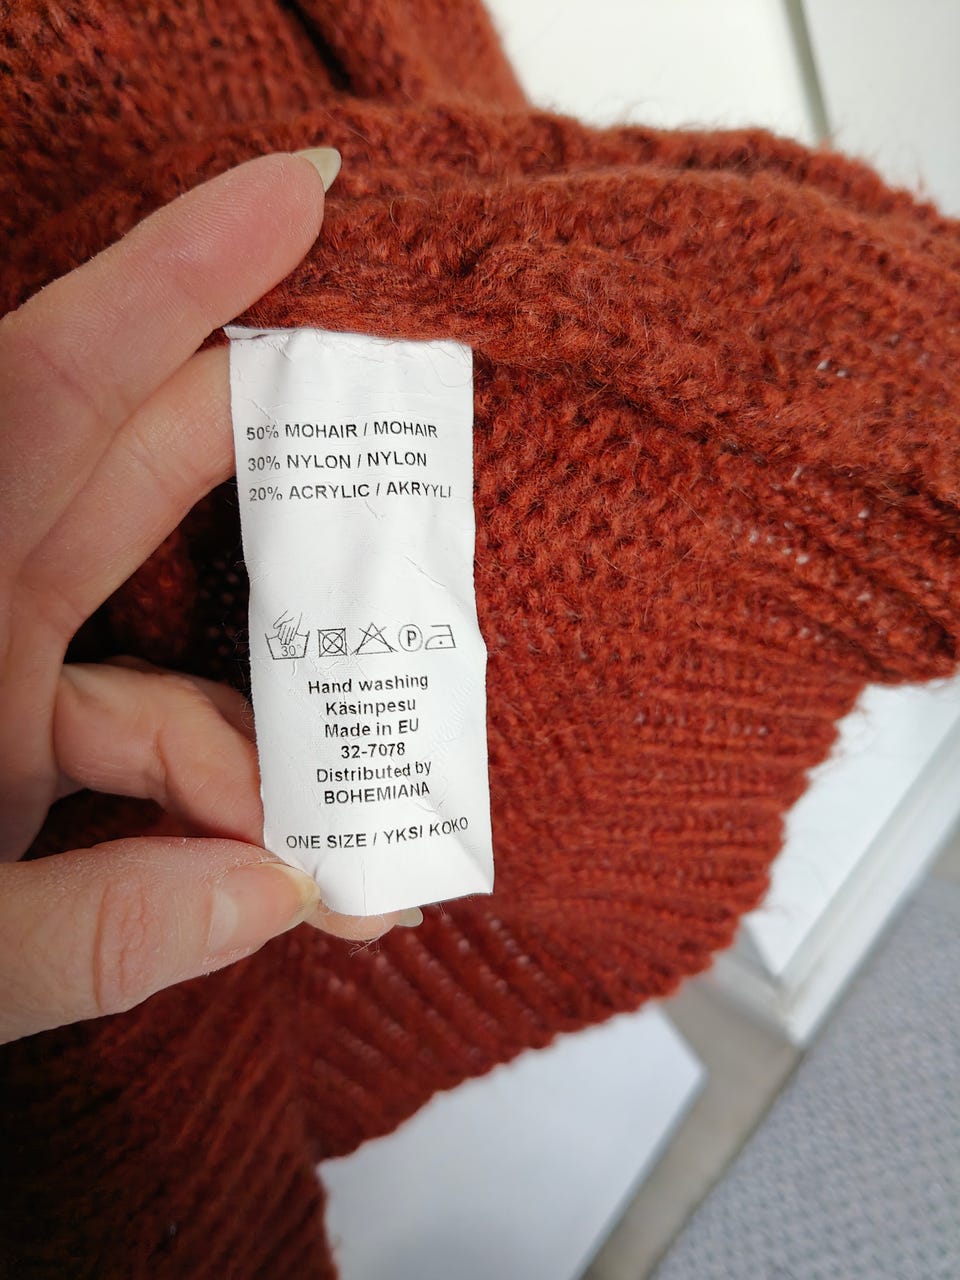 50% MOHAIR / MOHAIR
30% NYLON / NYLON
20% ACRYLIC / AKRYYLI
30° P
Hand washing
Käsinpesu
Made in EU
32-7078
Distributed by
BOHEMIANA
ONE SIZE / YKSI KOKO